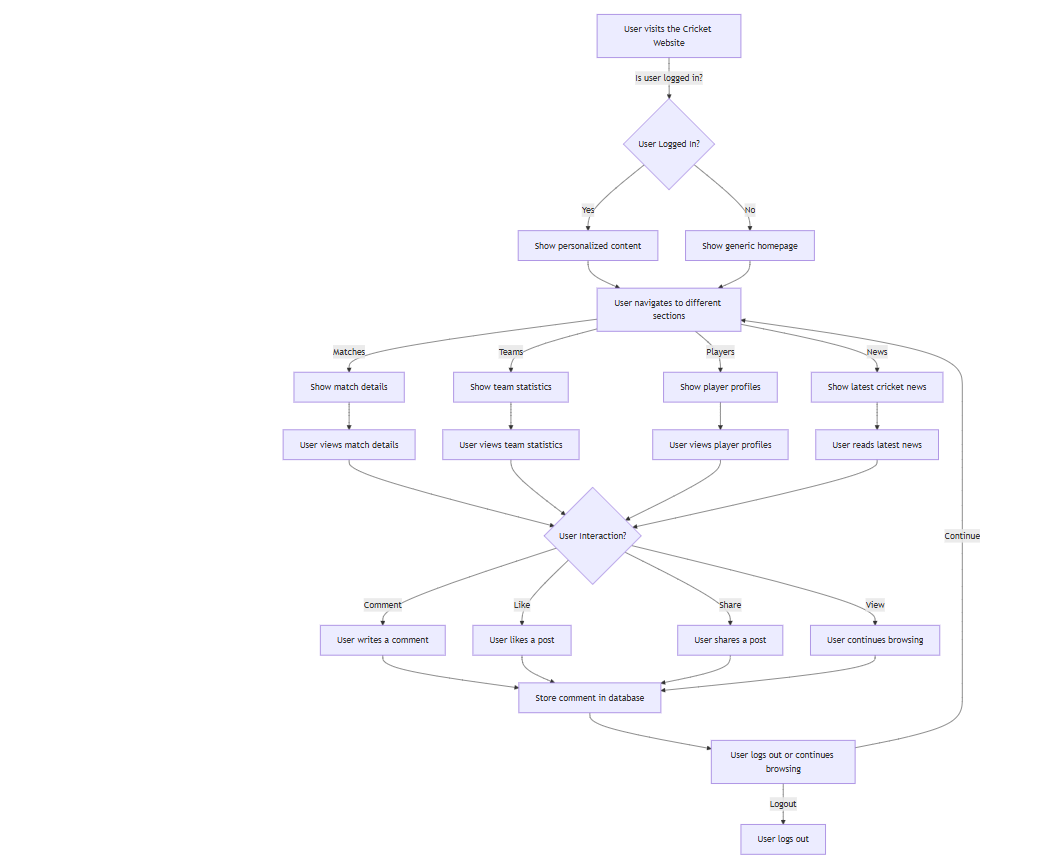 User visits the Cricket
Website
Is user logged in?
User Logged In?
Yes
No
Show personalized content
Show generic homepage
User navigates to different
sections
Matches
Teams
Players
News
Show match details
Show team statistics
Show player profiles
Show latest cricket news
User views match details
User views team statistics
User views player profiles
User reads latest news
User Interaction?
Continue
Comment
Like
Share
View
User writes a comment
User likes a post
User shares a post
User continues browsing
Store comment in database
User logs out or continues
browsing
Logout
User logs out